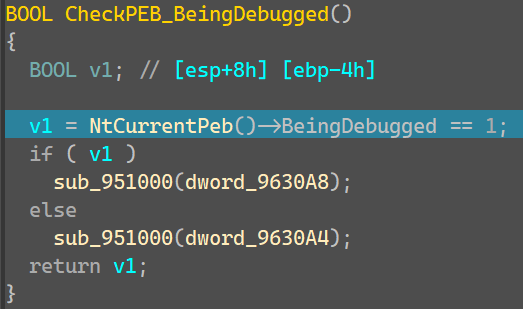 BOOL CheckPEB_BeingDebugged()
{
  BOOL v1; // [esp+8h] [ebp-4h]

  v1 = NtCurrentPeb()->BeingDebugged == 1;
  if ( v1 )
    sub_951000(dword_9630A8);
  else
    sub_951000(dword_9630A4);
  return v1;
}